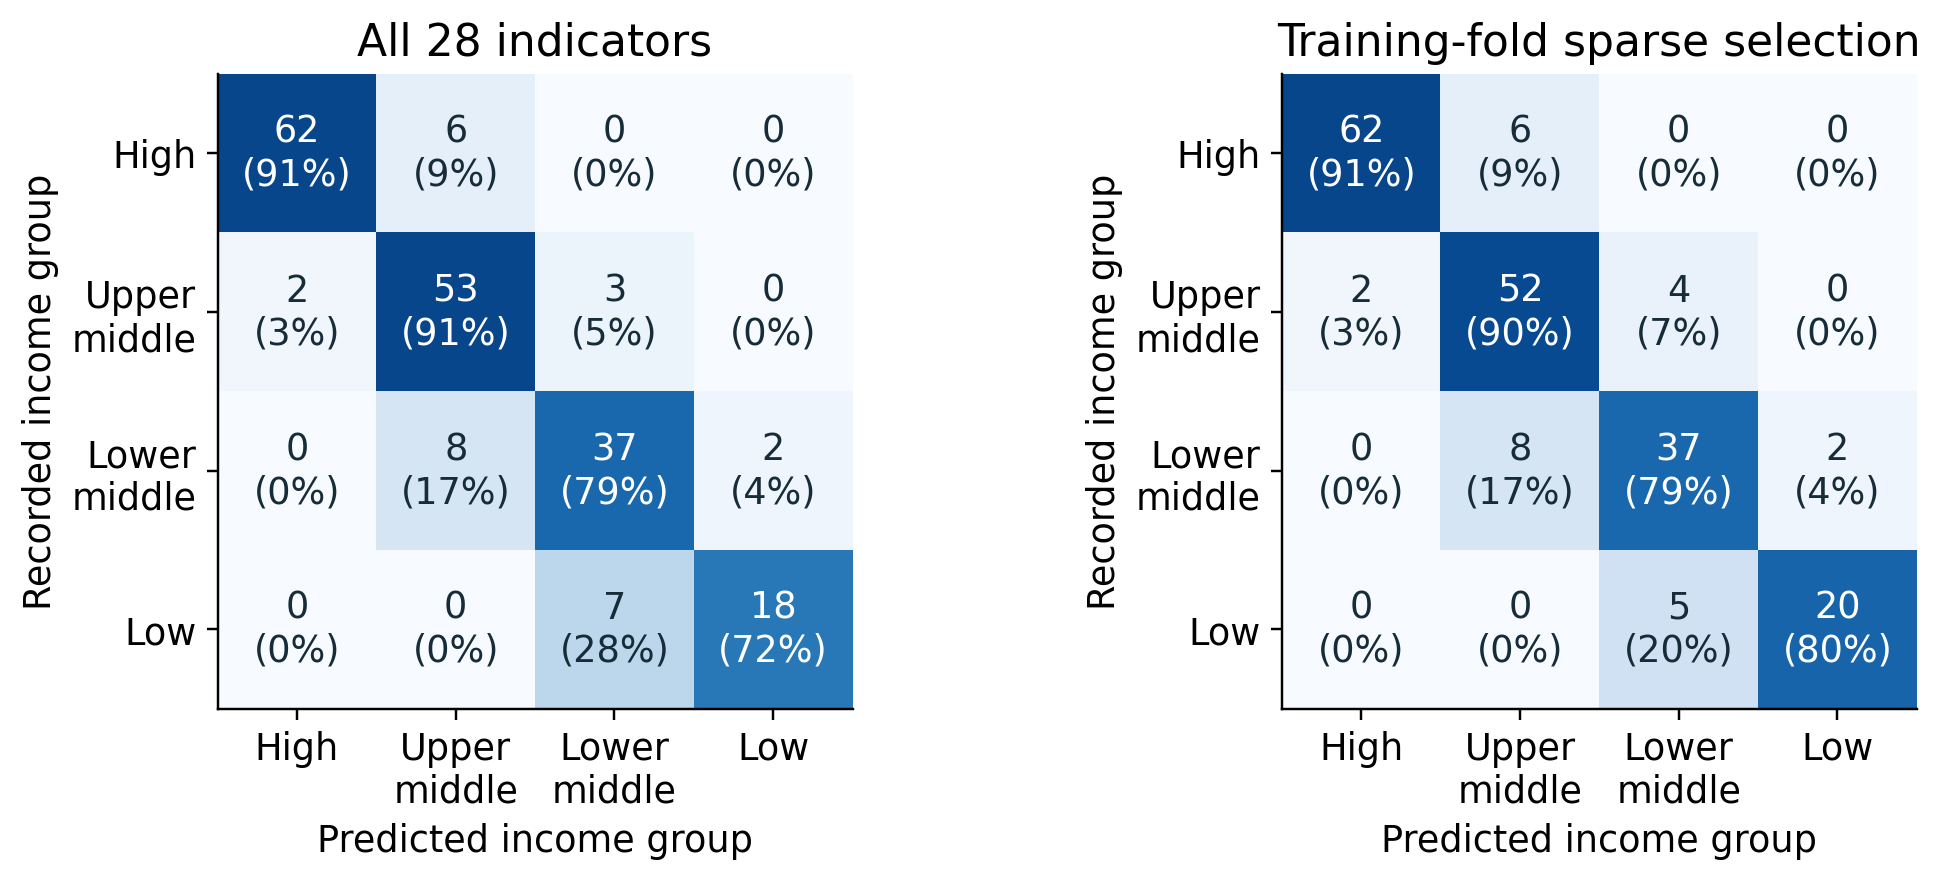 All 28 indicators
Recorded income group
High
62
(91%)
6
(9%)
0
(0%)
0
(0%)
Upper
middle
2
(3%)
53
(91%)
3
(5%)
0
(0%)
Lower
middle
0
(0%)
8
(17%)
37
(79%)
2
(4%)
Low
0
(0%)
0
(0%)
7
(28%)
18
(72%)
High
Upper
middle
Lower
middle
Low
Predicted income group
Training-fold sparse selection
Recorded income group
High
62
(91%)
6
(9%)
0
(0%)
0
(0%)
Upper
middle
2
(3%)
52
(90%)
4
(7%)
0
(0%)
Lower
middle
0
(0%)
8
(17%)
37
(79%)
2
(4%)
Low
0
(0%)
0
(0%)
5
(20%)
20
(80%)
High
Upper
middle
Lower
middle
Low
Predicted income group